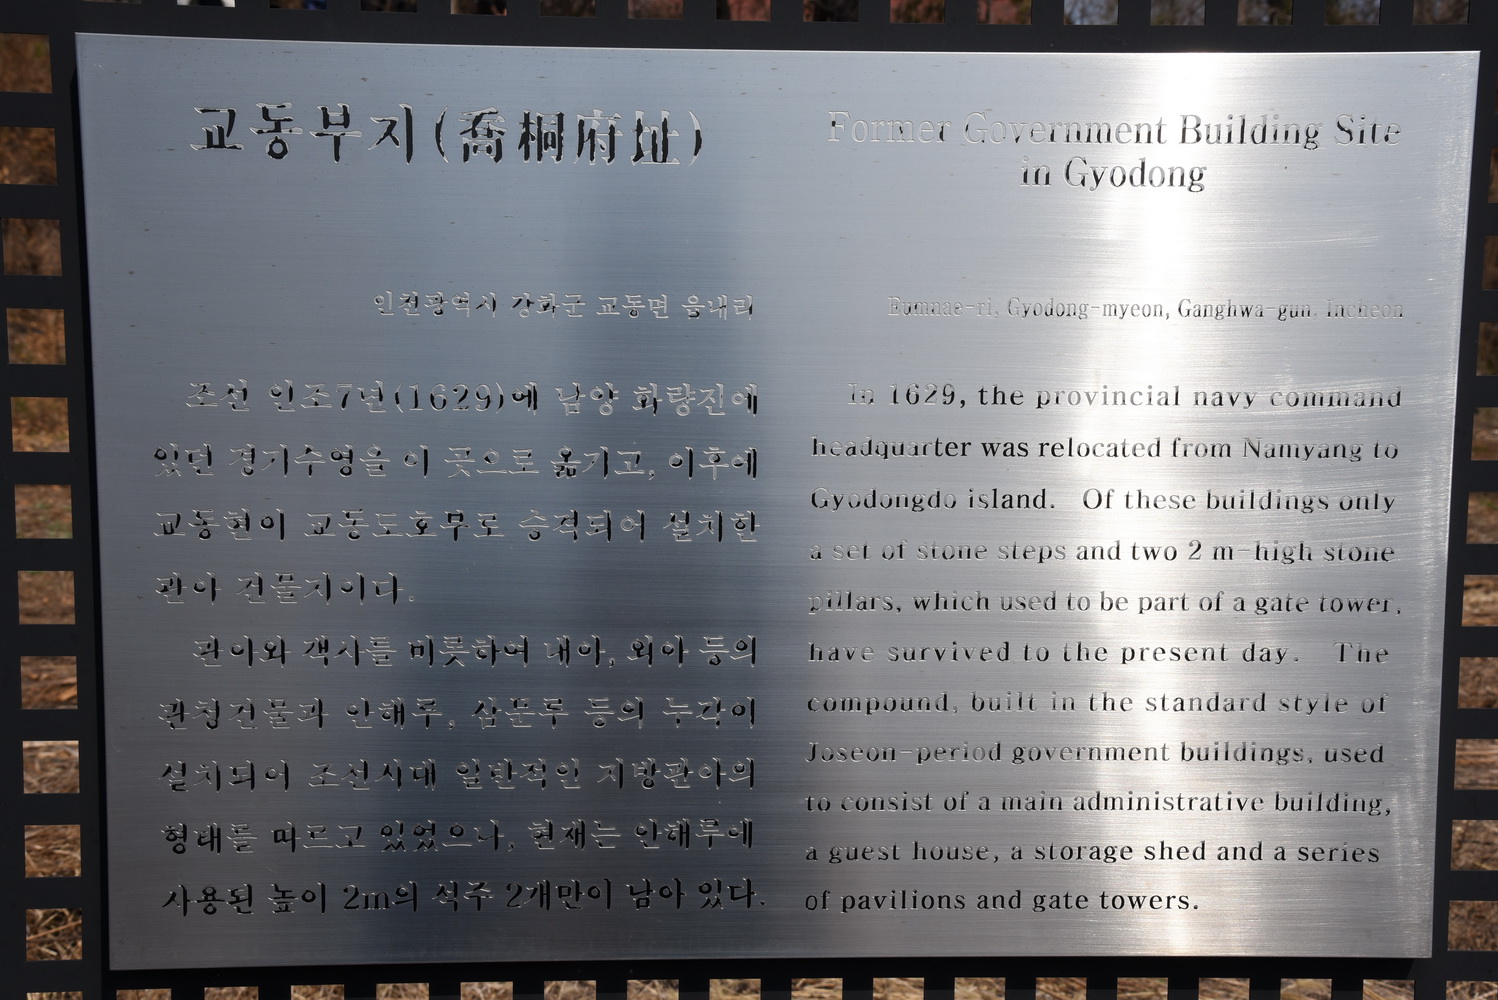 교동부지(喬桐府址)
인천광역시 강화군 교동면 읍내리
조선 인조7년(1629)에 남양 화량진에
있던 경기수영을 이 곳으로 옮기고, 이후에
교동현이 교동도호부로 승격되어 설치한
관아 건물지이다.
관아와 객사를 비롯하여 내아, 외아 등의
관청건물과 안해루, 삼문루 등의 누각이
설치되어 조선시대 일반적인 지방관아의
형태를 따르고 있었으나, 현재는 안해루에
사용된 높이 2m의 석주 2개만이 남아 있다.
Former Government Building Site
in Gyodong
Eumnae-ri, Gyodong-myeon, Ganghwa-gun, Incheon
In 1629, the provincial navy command
headquarter was relocated from Namyang to
Gyodongdo island. Of these buildings only
a set of stone steps and two 2 m-high stone
pillars, which used to be part of a gate tower,
have survived to the present day. The
compound, built in the standard style of
Joseon-period government buildings, used
to consist of a main administrative building,
a guest house, a storage shed and a series
of pavilions and gate towers.